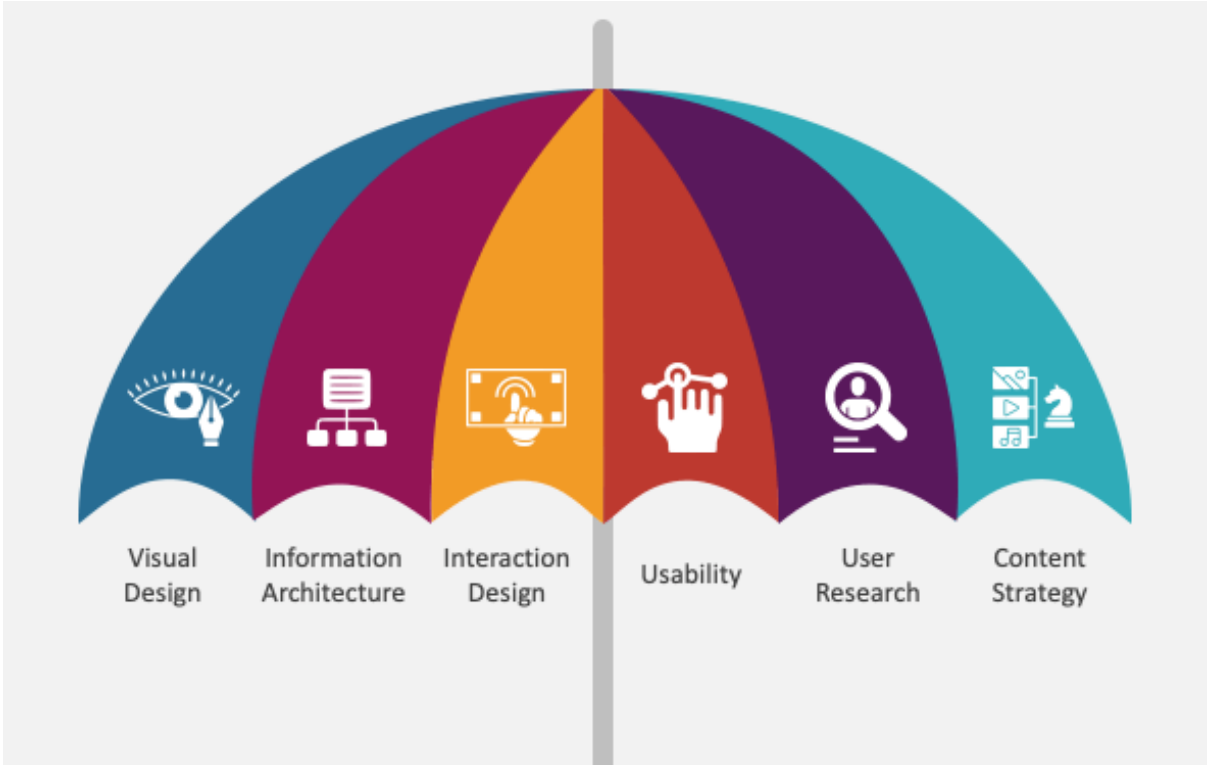 Visual
Design
Information
Architecture
Interaction
Design
Usability
User
Research
Content
Strategy